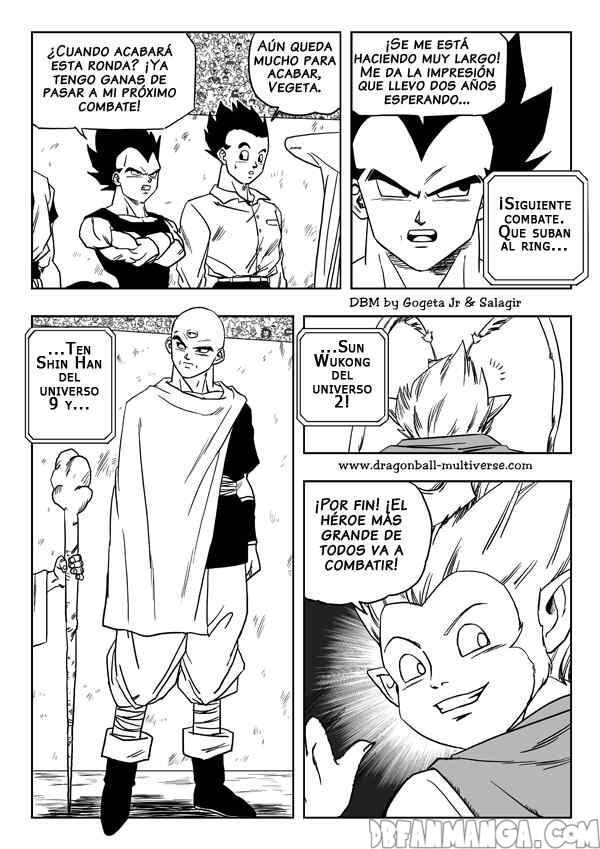 ¿Cuando acabará
esta ronda? ¡Ya
tengo ganas de
pasar a mi próximo
combate!
Aún queda
mucho para
acabar,
Vegeta.
¡Se me está
haciendo muy largo!
Me da la impresión
que llevo dos años
esperando...
¡Siguiente
combate.
Que suban
al ring...
DBM by Gogeta Jr & Salagir
...Ten
Shin Han
del
universo
9 y...
...Sun
Wukong
del
universo
2!
www.dragonball-multiverse.com
¡Por fin! ¡El
héroe más
grande de
todos va a
combatir!
DBFANMANGA.COM